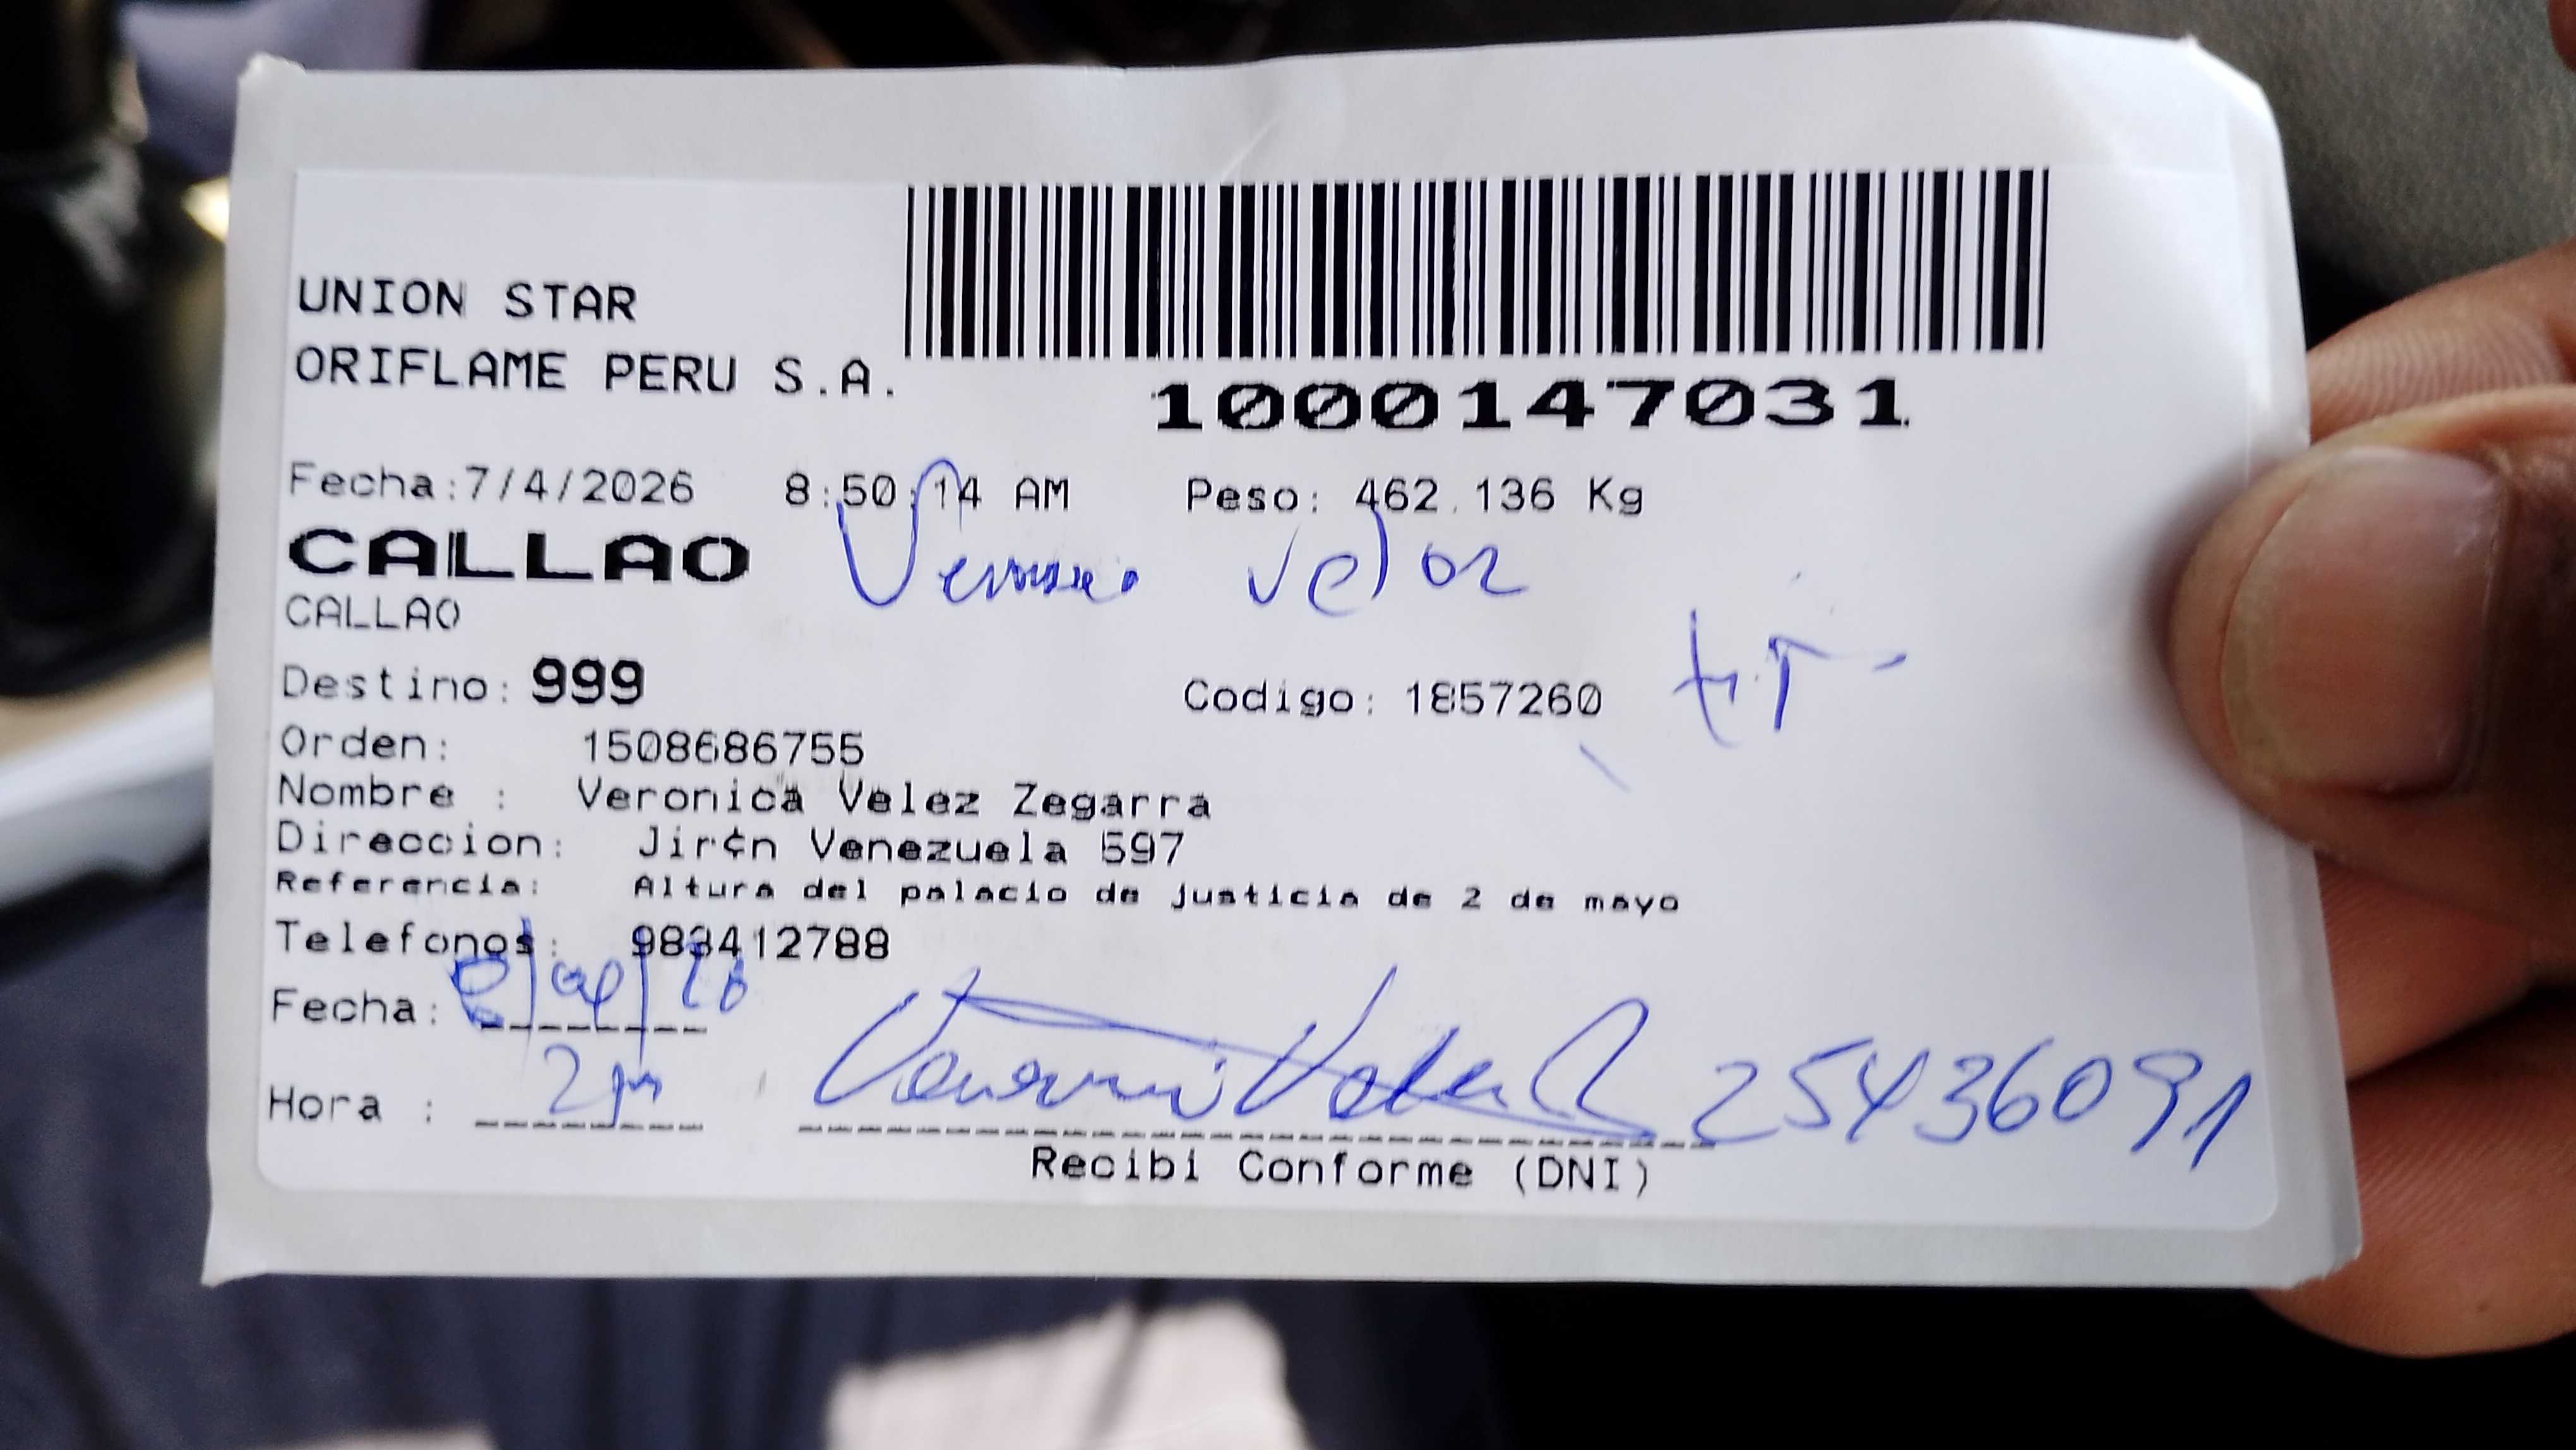 UNION STAR
ORIFLAME PERU S.A.
1000147031
Fecha:7/4/2026 8:50:14 AM Peso: 462.136 Kg
CALLAO
CALLAO
Destino: 999 Codigo: 1857260
Orden: 1508686755
Nombre : Veronica Velez Zegarra
Direccion: Jir¢n Venezuela 597
Referencia: Altura del palacio de justicia de 2 de mayo
Telefonos: 983412788
Fecha:
Hora : 2pm
25436091
Recibi Conforme (DNI)